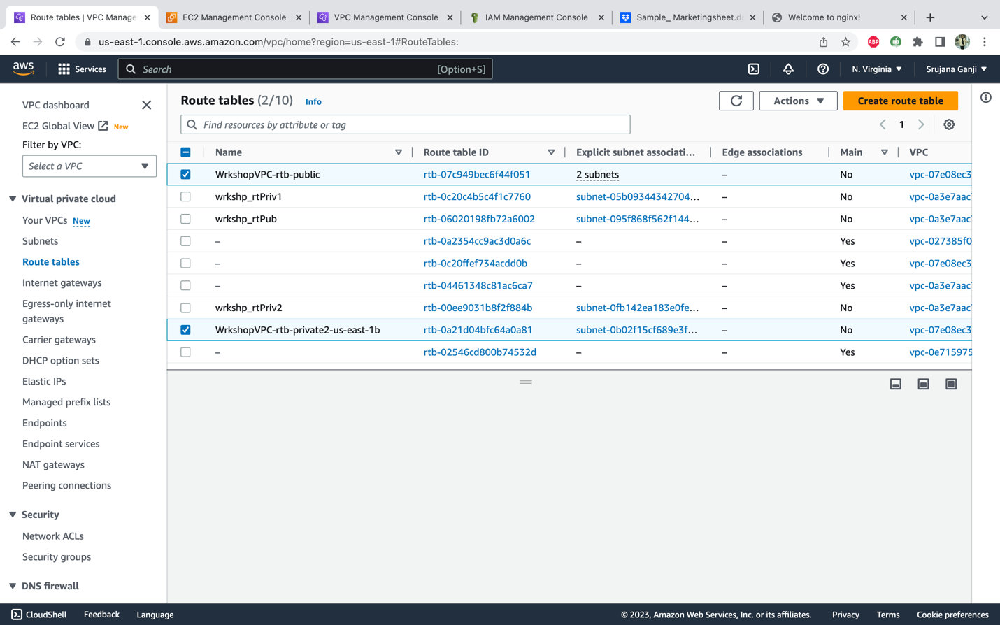 Route tables | VPC Manage
EC2 Management Console
VPC Management Console
IAM Management Console
Sample_ Marketingsheet.d
Welcome to nginx!
us-east-1.console.aws.amazon.com/vpc/home?region=us-east-1#RouteTables:
ABP
aws
Services
Search
[Option+S]
N. Virginia
Srujana Ganji
VPC dashboard
EC2 Global View New
Filter by VPC:
Select a VPC
Virtual private cloud
Your VPCs New
Subnets
Route tables
Internet gateways
Egress-only internet
gateways
Carrier gateways
DHCP option sets
Elastic IPs
Managed prefix lists
Endpoints
Endpoint services
NAT gateways
Peering connections
Security
Network ACLs
Security groups
DNS firewall
Route tables (2/10) Info
Actions
Create route table
Find resources by attribute or tag
1
Name Route table ID Explicit subnet associati... Edge associations Main VPC
WrkshopVPC-rtb-public rtb-07c949bec6f44f051 2 subnets – No vpc-07e08ec3
wrkshp_rtPriv1 rtb-0c20c4b5c4f1c7760 subnet-05b09344342704... – No vpc-0a3e7aac
wrkshp_rtPub rtb-06020198fb72a6002 subnet-095f868f562f144... – No vpc-0a3e7aac
– rtb-0a2354cc9ac3d0a6c – – Yes vpc-027385f0
– rtb-0c20ffef734acdd0b – – Yes vpc-07e08ec3
– rtb-04461348c81ac6ca7 – – Yes vpc-0a3e7aac
wrkshp_rtPriv2 rtb-00ee9031b8f2f884b subnet-0fb142ea183e0fe... – No vpc-0a3e7aac
WrkshopVPC-rtb-private2-us-east-1b rtb-0a21d04bfc64a0a81 subnet-0b02f15cf689e3f... – No vpc-07e08ec3
– rtb-02546cd800b74532d – – Yes vpc-0e715975
CloudShell
Feedback
Language
© 2023, Amazon Web Services, Inc. or its affiliates.
Privacy
Terms
Cookie preferences